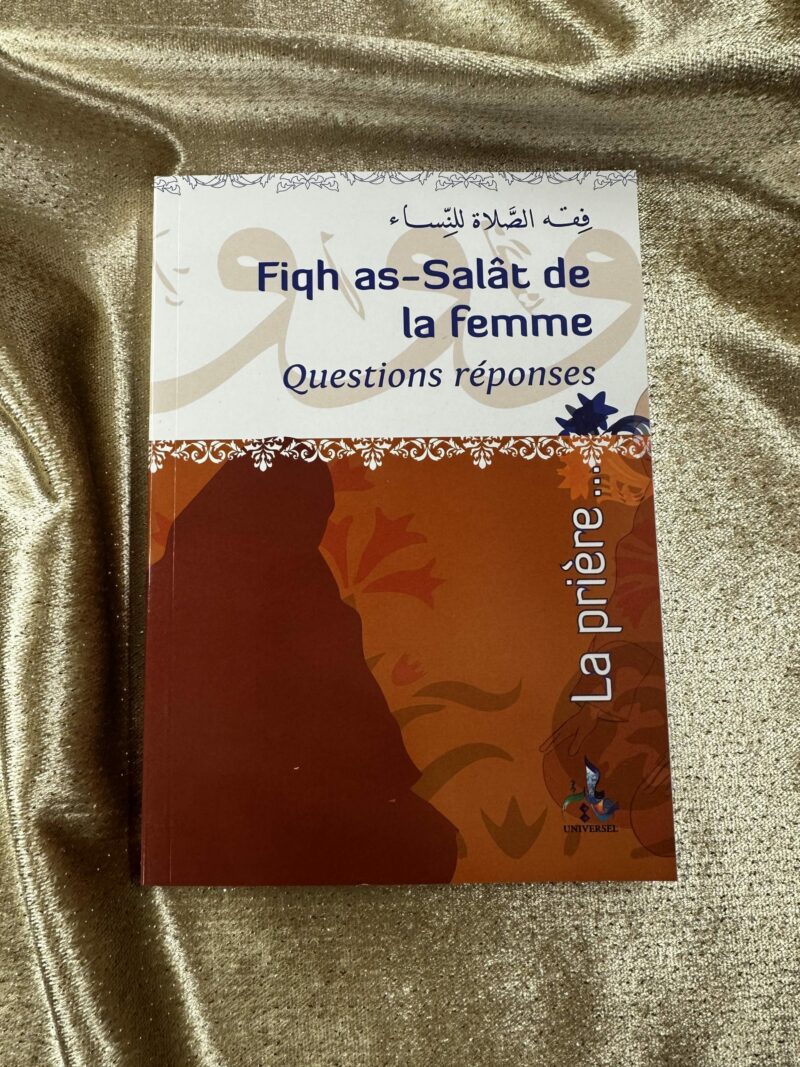 فِقه الصَّلاة للنِّساء
Fiqh as-Salât de
la femme
Questions réponses
La prière...
UNIVERSEL